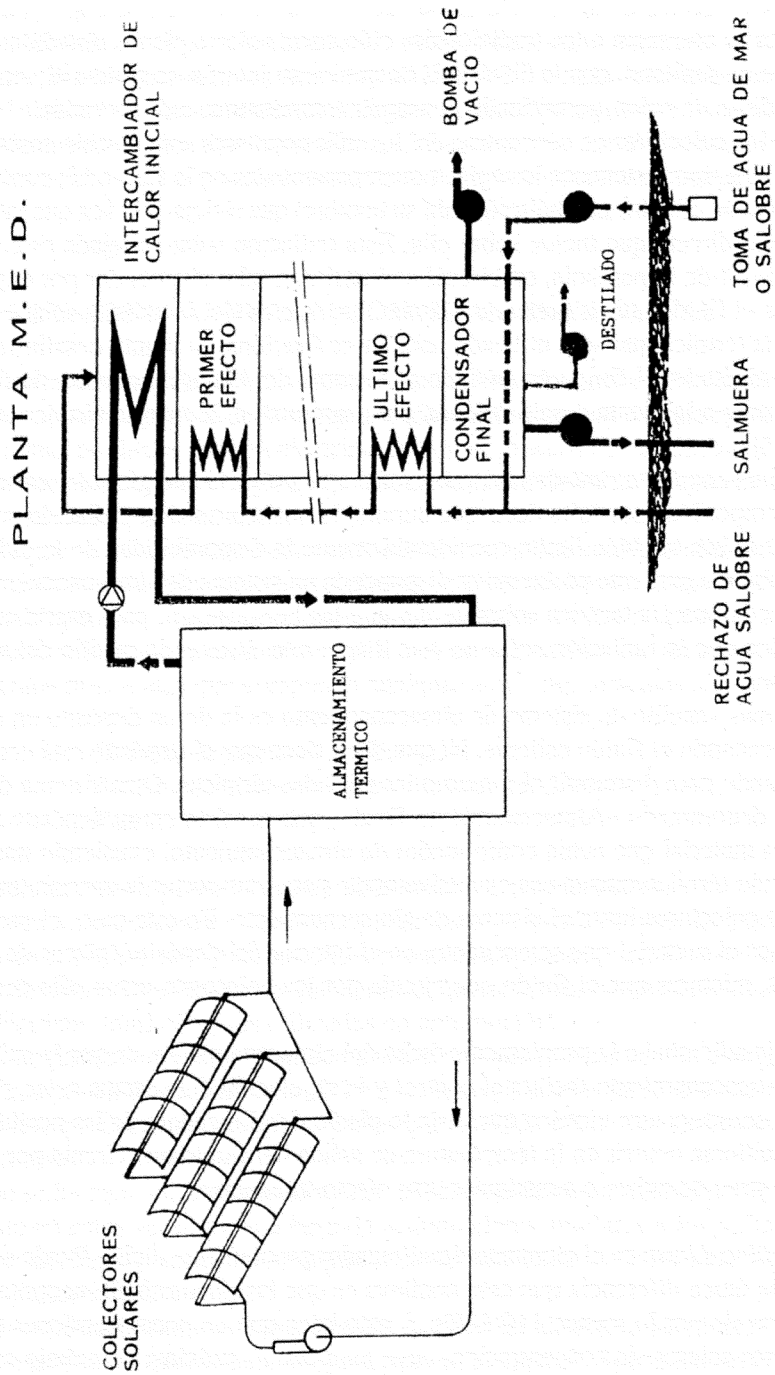 PLANTA M.E.D.
COLECTORES
SOLARES
ALMACENAMIENTO
TERMICO
INTERCAMBIADOR DE
CALOR INICIAL
PRIMER
EFECTO
ULTIMO
EFECTO
CONDENSADOR
FINAL
BOMBA DE
VACIO
DESTILADO
RECHAZO DE
AGUA SALOBRE
SALMUERA
TOMA DE AGUA DE MAR
O SALOBRE